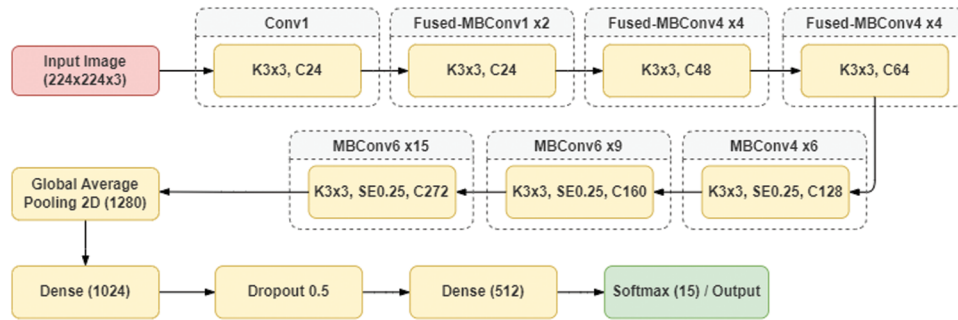 Conv1
Fused-MBConv1 x2
Fused-MBConv4 x4
Fused-MBConv4 x4
Input Image
(224x224x3)
K3x3, C24
K3x3, C24
K3x3, C48
K3x3, C64
MBConv6 x15
MBConv6 x9
MBConv4 x6
Global Average
Pooling 2D (1280)
K3x3, SE0.25, C272
K3x3, SE0.25, C160
K3x3, SE0.25, C128
Dense (1024)
Dropout 0.5
Dense (512)
Softmax (15) / Output